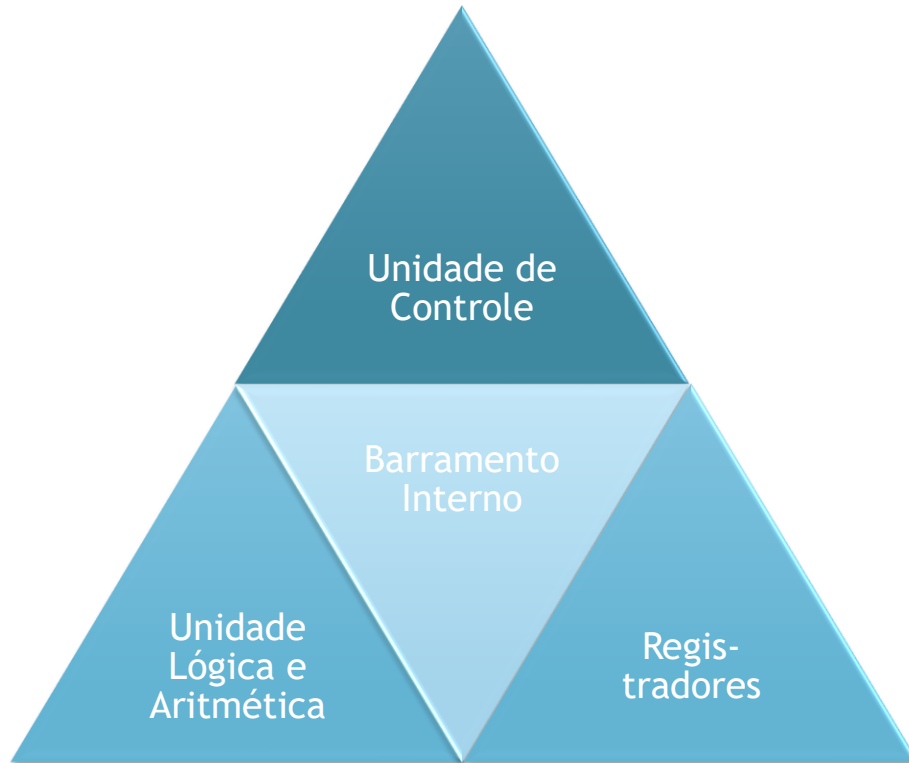 Unidade de
Controle
Barramento
Interno
Unidade
Lógica e
Aritmética
Regis-
tradores